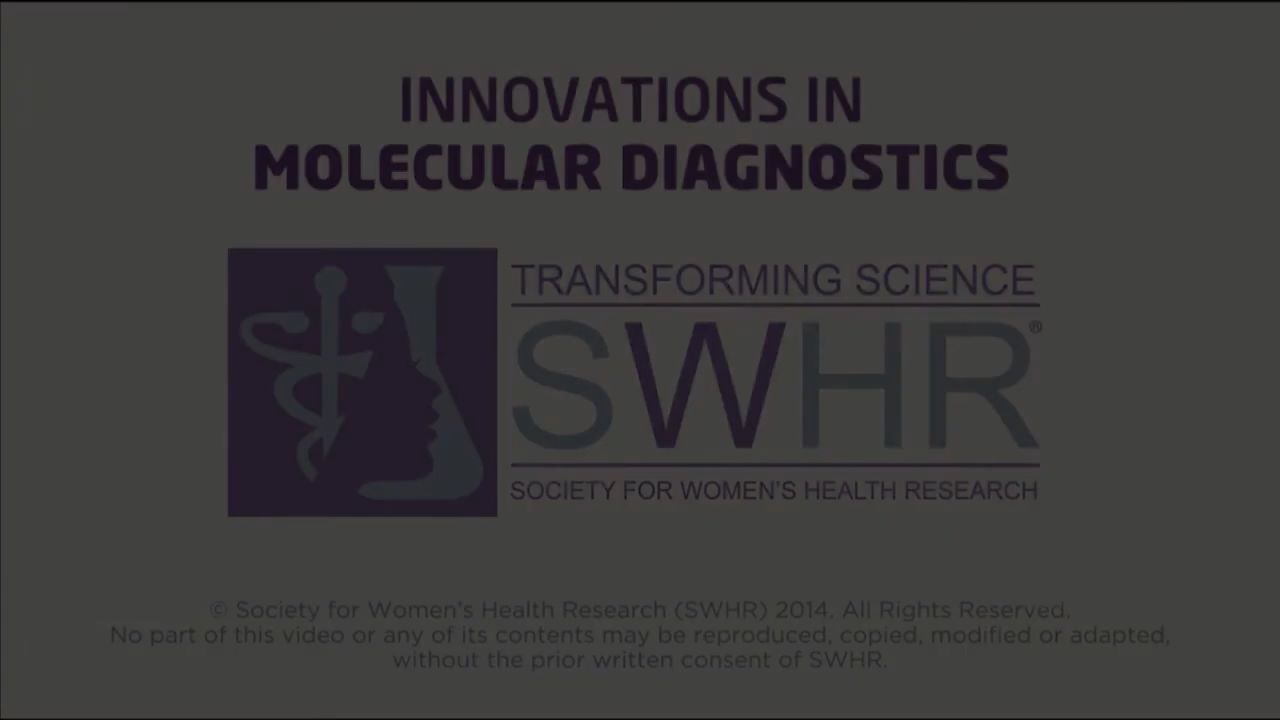 INNOVATIONS IN
MOLECULAR DIAGNOSTICS
TRANSFORMING SCIENCE
SWHR®
SOCIETY FOR WOMEN'S HEALTH RESEARCH
© Society for Women's Health Research (SWHR) 2014. All Rights Reserved.
No part of this video or any of its contents may be reproduced, copied, modified or adapted,
without the prior written consent of SWHR.